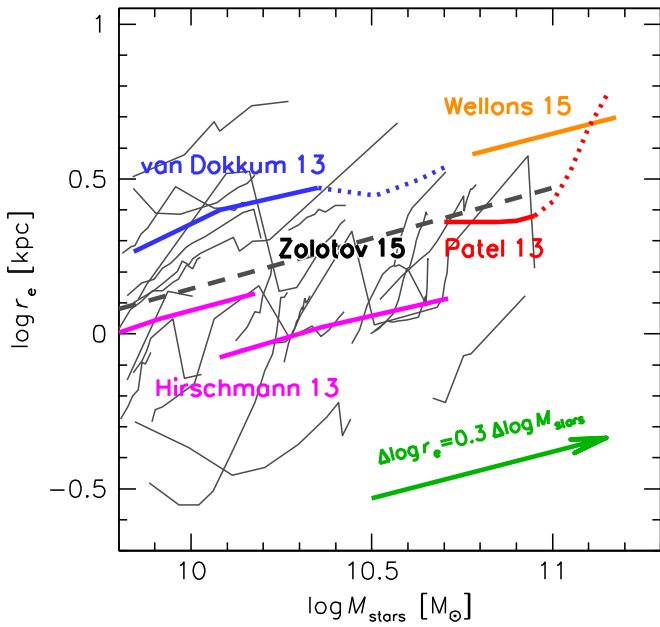 1
0.5
0
−0.5
log r_e [kpc]
Wellons 15
van Dokkum 13
Zolotov 15
Patel 13
Hirschmann 13
Δlog r_e=0.3 Δlog M_stars
10
10.5
11
log M_stars [M_⊙]